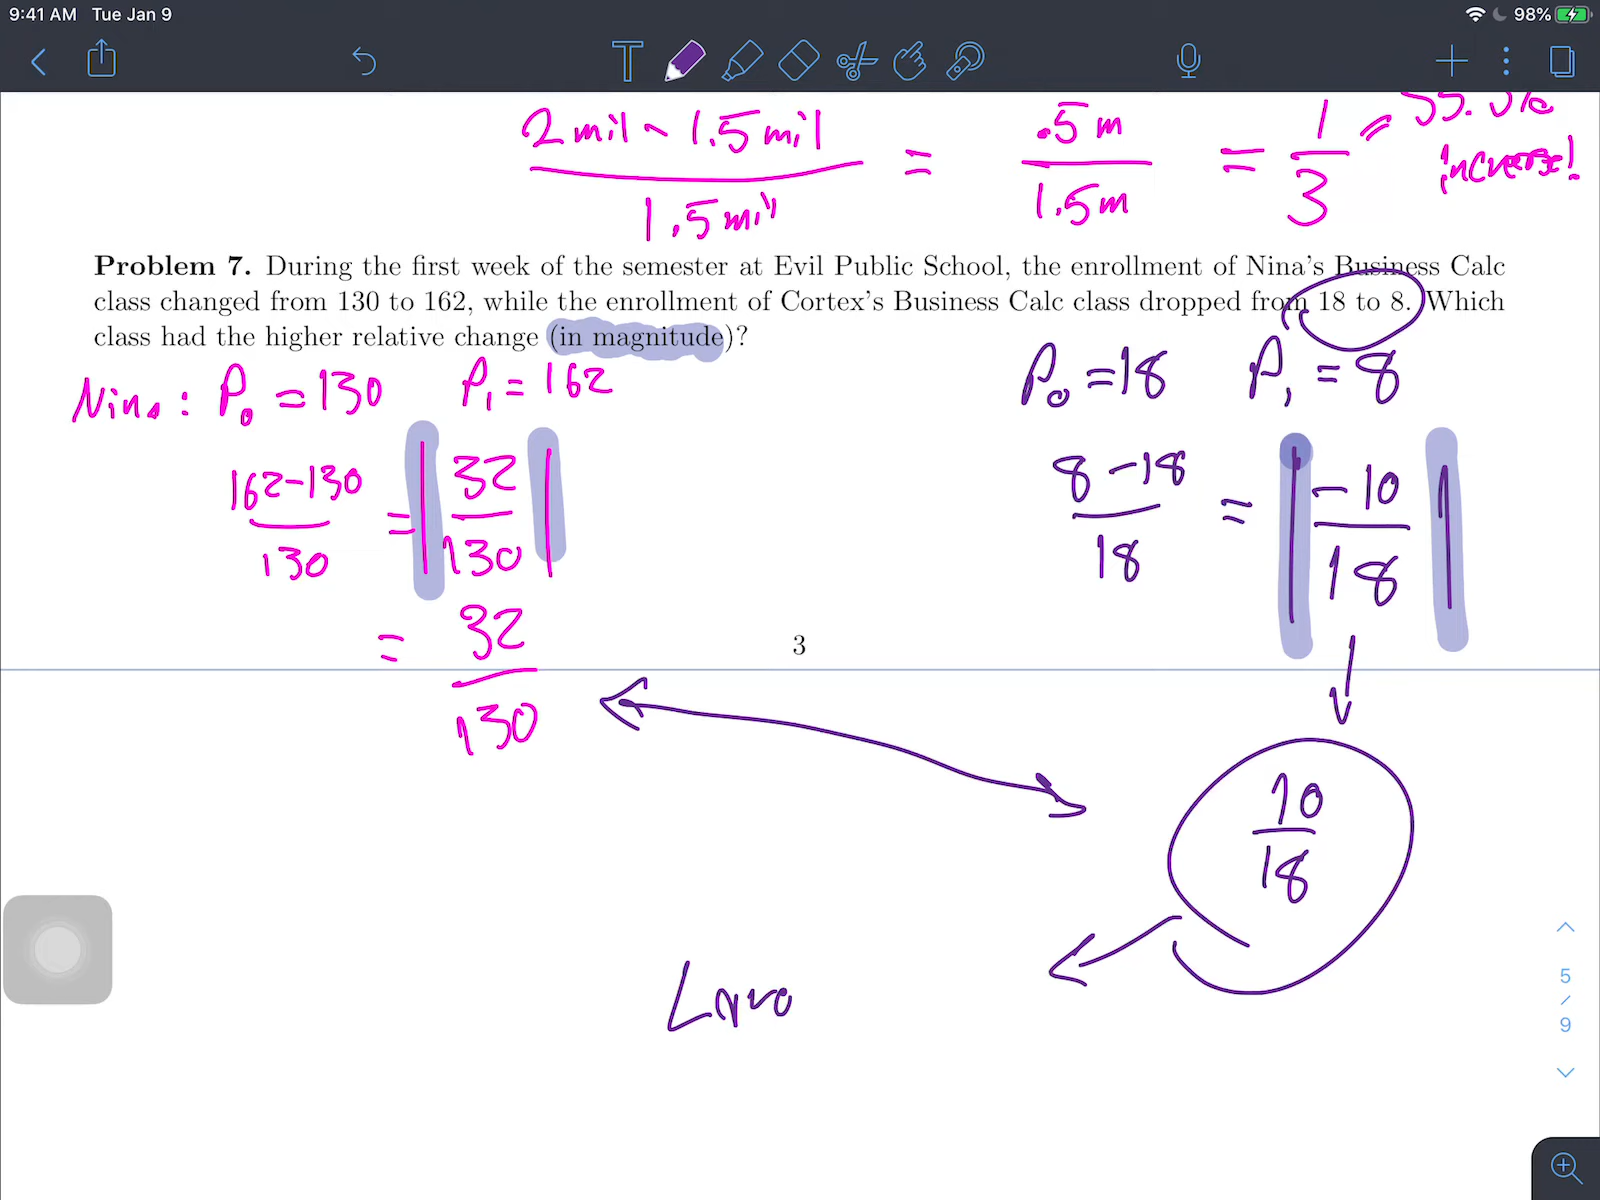 9:41 AM Tue Jan 9 98%
2 mil - 1.5 mil / 1.5 mil = .5 m / 1.5 m = 1/3 =
increase!
Problem 7. During the first week of the semester at Evil Public School, the enrollment of Nina's Business Calc
class changed from 130 to 162, while the enrollment of Cortex's Business Calc class dropped from 18 to 8. Which
class had the higher relative change (in magnitude)?
Nina: P₀ = 130 P₁ = 162
P₀ = 18 P₁ = 8
162 - 130 / 130 = | 32 / 130 |
8 - 18 / 18 = | -10 / 18 |
= 32 / 130
3
10 / 18
5
/
9